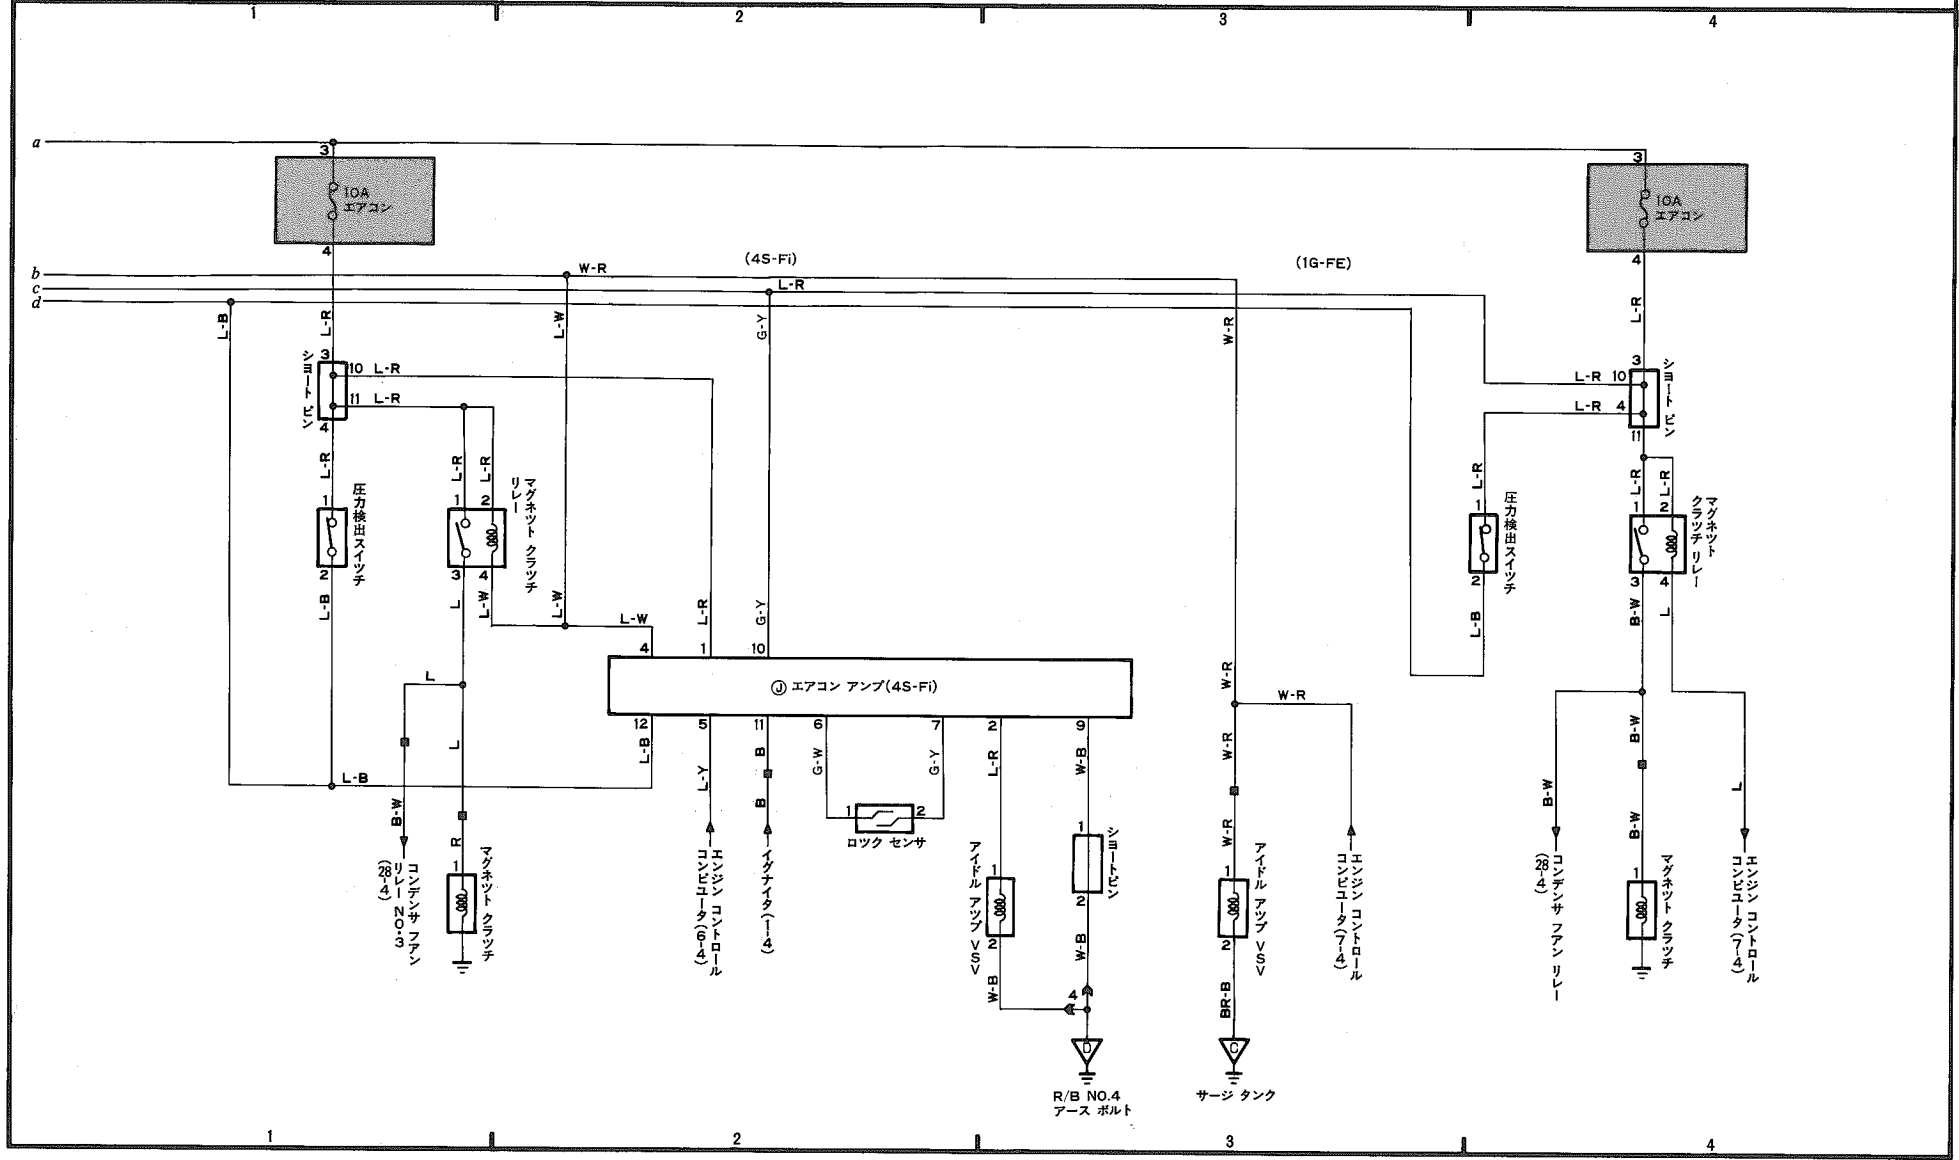 1
2
3
4
a
3
10A
エアコン
4
3
10A
エアコン
4
b
W-R
(4S-Fi)
(1G-FE)
c
L-R
d
L-B
L-R
L-W
G-Y
W-R
L-R
ショート ピン
3
10 L-R
11 L-R
4
3
L-R 10
L-R 4
11
ショート ピン
L-R
L-R
L-R
L-R
L-R
L-R
圧力検出スイッチ
1
2
マグネット クラッチ
リレー
1
2
3
4
圧力検出スイッチ
1
2
マグネット
クラッチ リレー
1
2
3
4
L-B
L
L-W
L-W
L-W
L-R
G-Y
L-B
B-W
L
4
1
10
Ⓙ エアコン アンプ(4S-Fi)
12
5
11
6
7
2
9
L
W-R
W-R
L
L-B
L-B
L-Y
B
B
G-W
G-Y
L-R
W-B
W-R
W-R
B-W
B-W
B-W
L
B-W
R
1
2
ロック センサ
コンデンサ ファン
リレー NO.3
(28-4)
1
マグネット クラッチ
エンジン コントロール
コンピュータ(6-4)
イグナイタ(1-4)
アイドル アップ VSV
1
2
W-B
ショートピン
1
2
W-B
4
D
R/B NO.4
アース ボルト
1
2
アイドル アップ VSV
BR-B
C
サージ タンク
エンジン コントロール
コンピュータ(7-4)
コンデンサ ファン リレー
(28-4)
1
マグネット クラッチ
エンジン コントロール
コンピュータ(7-4)
1
2
3
4